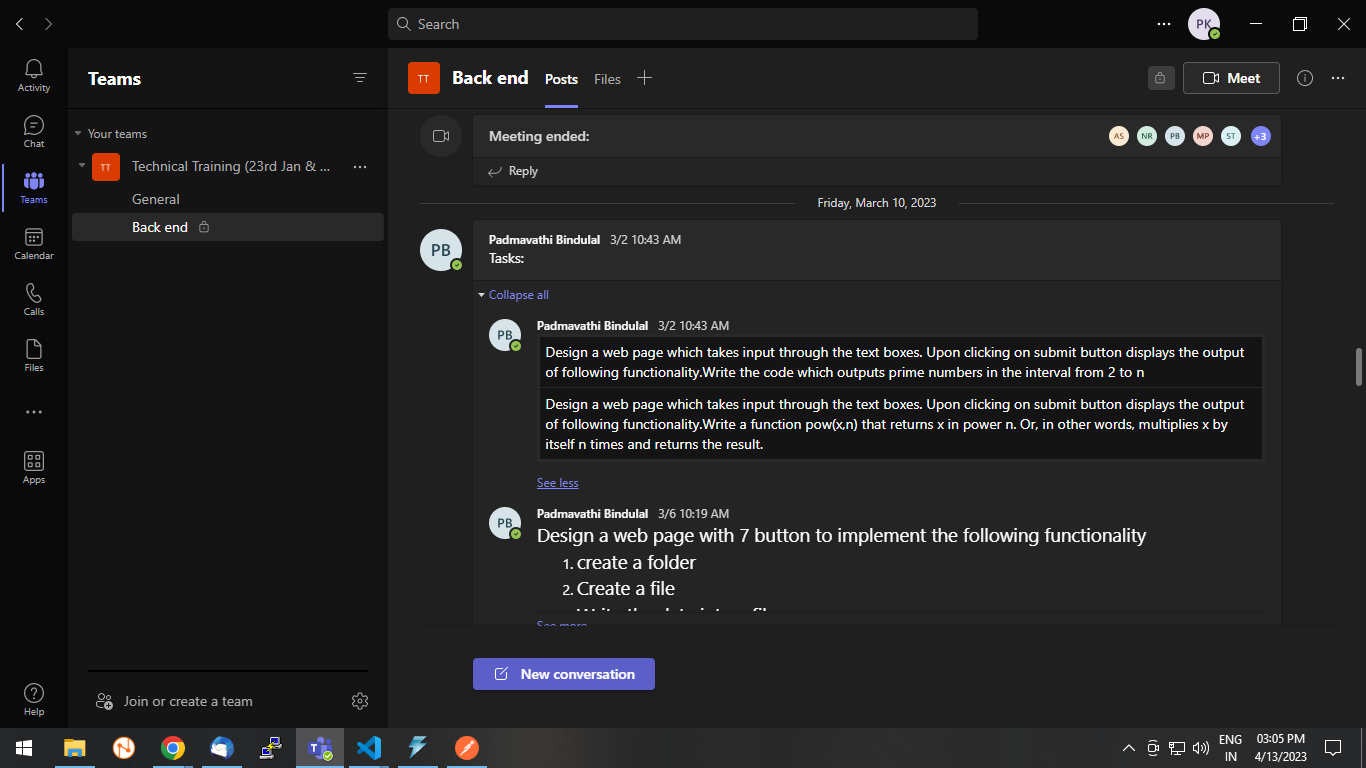 Search
PK
Activity
Chat
Teams
Calendar
Calls
Files
Apps
Help
Teams
Your teams
TT
Technical Training (23rd Jan & ...
General
Back end
Join or create a team
TT
Back end
Posts
Files
Meet
Meeting ended:
AS
NR
PB
MP
ST
+3
Reply
Friday, March 10, 2023
PB
Padmavathi Bindulal 3/2 10:43 AM
Tasks:
Collapse all
PB
Padmavathi Bindulal 3/2 10:43 AM
Design a web page which takes input through the text boxes. Upon clicking on submit button displays the output
of following functionality.Write the code which outputs prime numbers in the interval from 2 to n
Design a web page which takes input through the text boxes. Upon clicking on submit button displays the output
of following functionality.Write a function pow(x,n) that returns x in power n. Or, in other words, multiplies x by
itself n times and returns the result.
See less
PB
Padmavathi Bindulal 3/6 10:19 AM
Design a web page with 7 button to implement the following functionality
1. create a folder
2. Create a file
See more
New conversation
ENG
IN
03:05 PM
4/13/2023